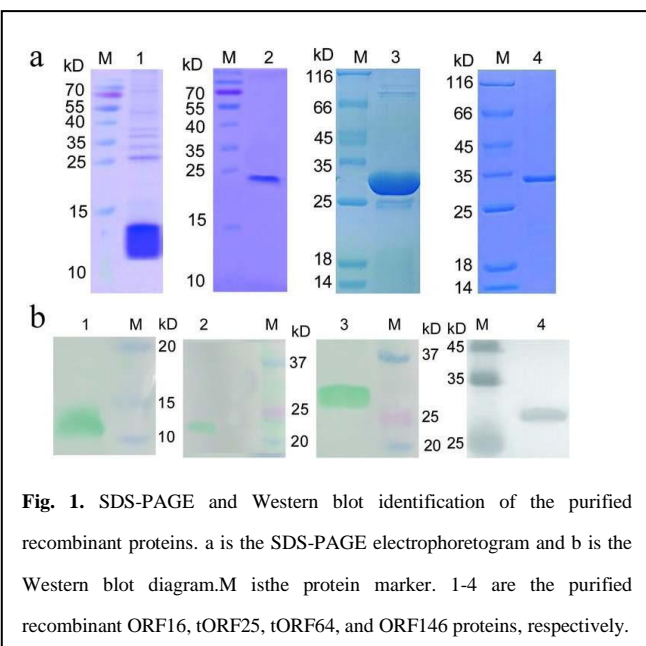 a
kD M 1
70
55
40
35
25
15
10
kD M 2
70
55
40
35
25
15
10
kD M 3
116
66
45
35
25
18
14
kD M 4
116
66
45
35
25
18
14
b
1 M kD
20
15
10
2 M kD
37
25
20
3 M kD
37
25
20
kD M 4
45
35
25
Fig. 1. SDS-PAGE and Western blot identification of the purified
recombinant proteins. a is the SDS-PAGE electrophoretogram and b is the
Western blot diagram.M isthe protein marker. 1-4 are the purified
recombinant ORF16, tORF25, tORF64, and ORF146 proteins, respectively.